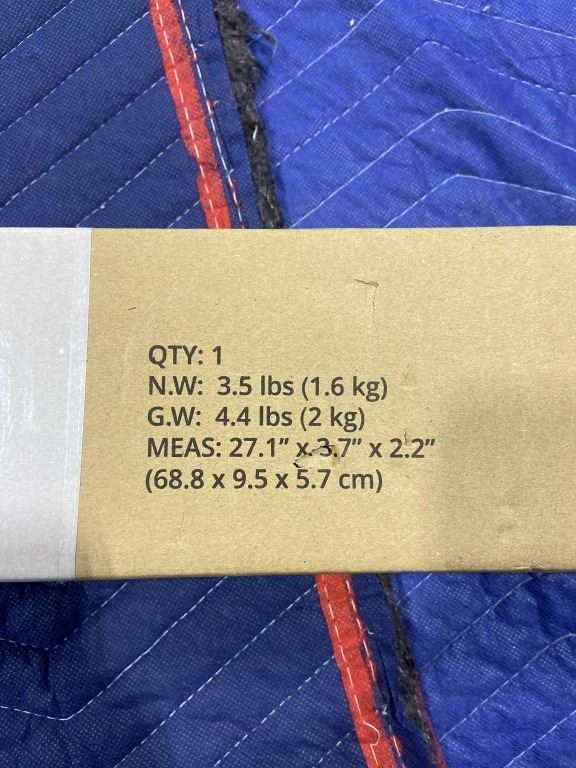 QTY: 1
N.W: 3.5 lbs (1.6 kg)
G.W: 4.4 lbs (2 kg)
MEAS: 27.1” x 3.7” x 2.2”
(68.8 x 9.5 x 5.7 cm)